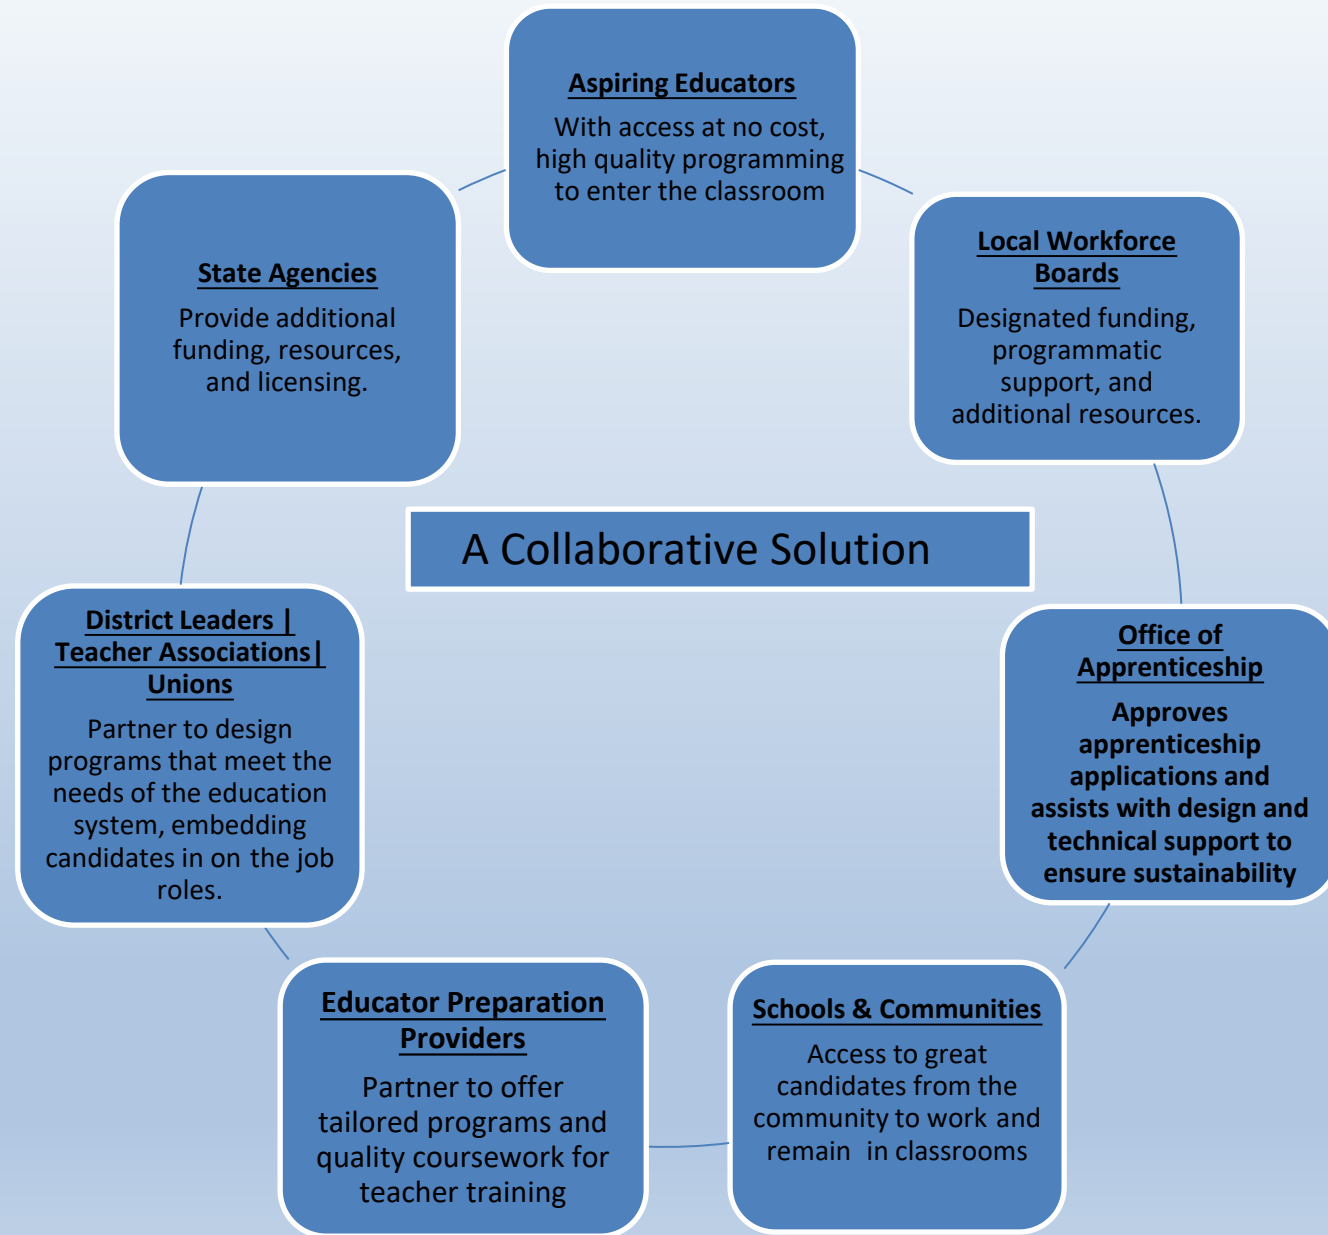 Aspiring Educators
With access at no cost,
high quality programming
to enter the classroom
Local Workforce
Boards
Designated funding,
programmatic
support, and
additional resources.
Office of
Apprenticeship
Approves
apprenticeship
applications and
assists with design and
technical support to
ensure sustainability
Schools & Communities
Access to great
candidates from the
community to work and
remain in classrooms
Educator Preparation
Providers
Partner to offer
tailored programs and
quality coursework for
teacher training
District Leaders |
Teacher Associations|
Unions
Partner to design
programs that meet the
needs of the education
system, embedding
candidates in on the job
roles.
State Agencies
Provide additional
funding, resources,
and licensing.
A Collaborative Solution